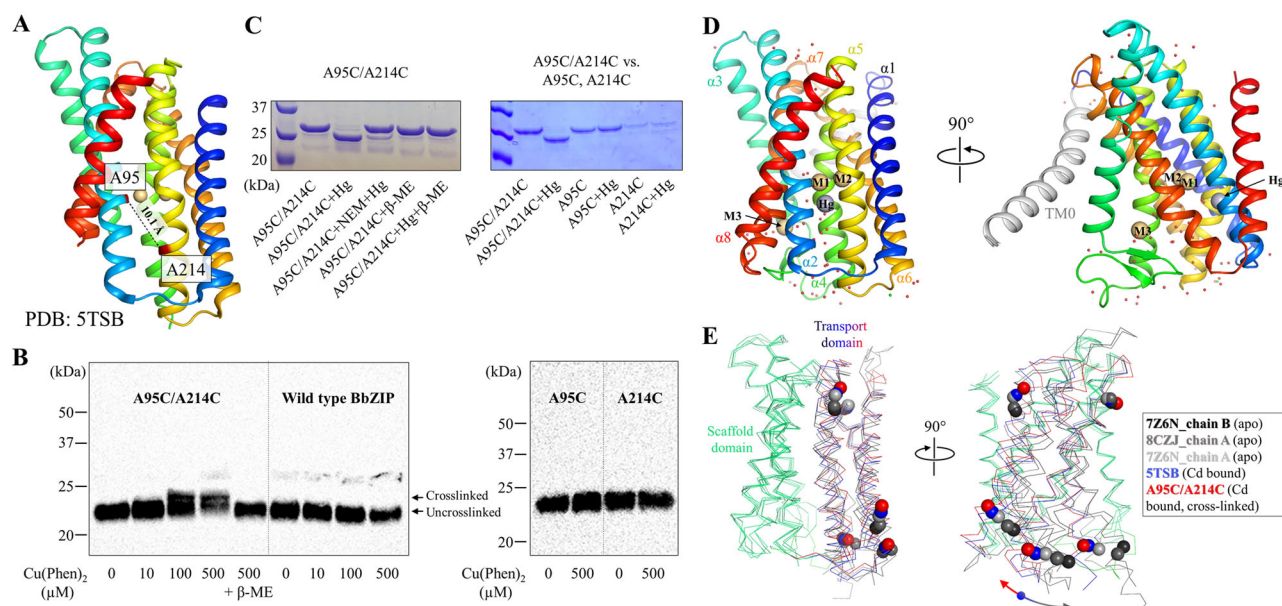 A
A95
10.1 Å
A214
PDB: 5TSB
C
A95C/A214C
37
25
20
(kDa)
A95C/A214C
A95C/A214C+Hg
A95C/A214C+NEM+Hg
A95C/A214C+β-ME
A95C/A214C+Hg+β-ME
A95C/A214C vs.
A95C, A214C
A95C/A214C
A95C/A214C+Hg
A95C
A95C+Hg
A214C
A214C+Hg
B
(kDa)
50
37
25
20
A95C/A214C
Wild type BbZIP
Crosslinked
Uncrosslinked
Cu(Phen)2
(μM)
0 10 100 500 500 0 10 100 500
+ β-ME
(kDa)
50
37
25
20
A95C A214C
Cu(Phen)2
(μM)
0 500 0 500
D
α3
α7
α5
α1
M1 M2
Hg
M3
α8
α2
α4
α6
90°
TM0
M2
M1
Hg
M3
E
Transport
domain
Scaffold
domain
90°
7Z6N_chain B (apo)
8CZJ_chain A (apo)
7Z6N_chain A (apo)
5TSB (Cd bound)
A95C/A214C (Cd
bound, cross-linked)